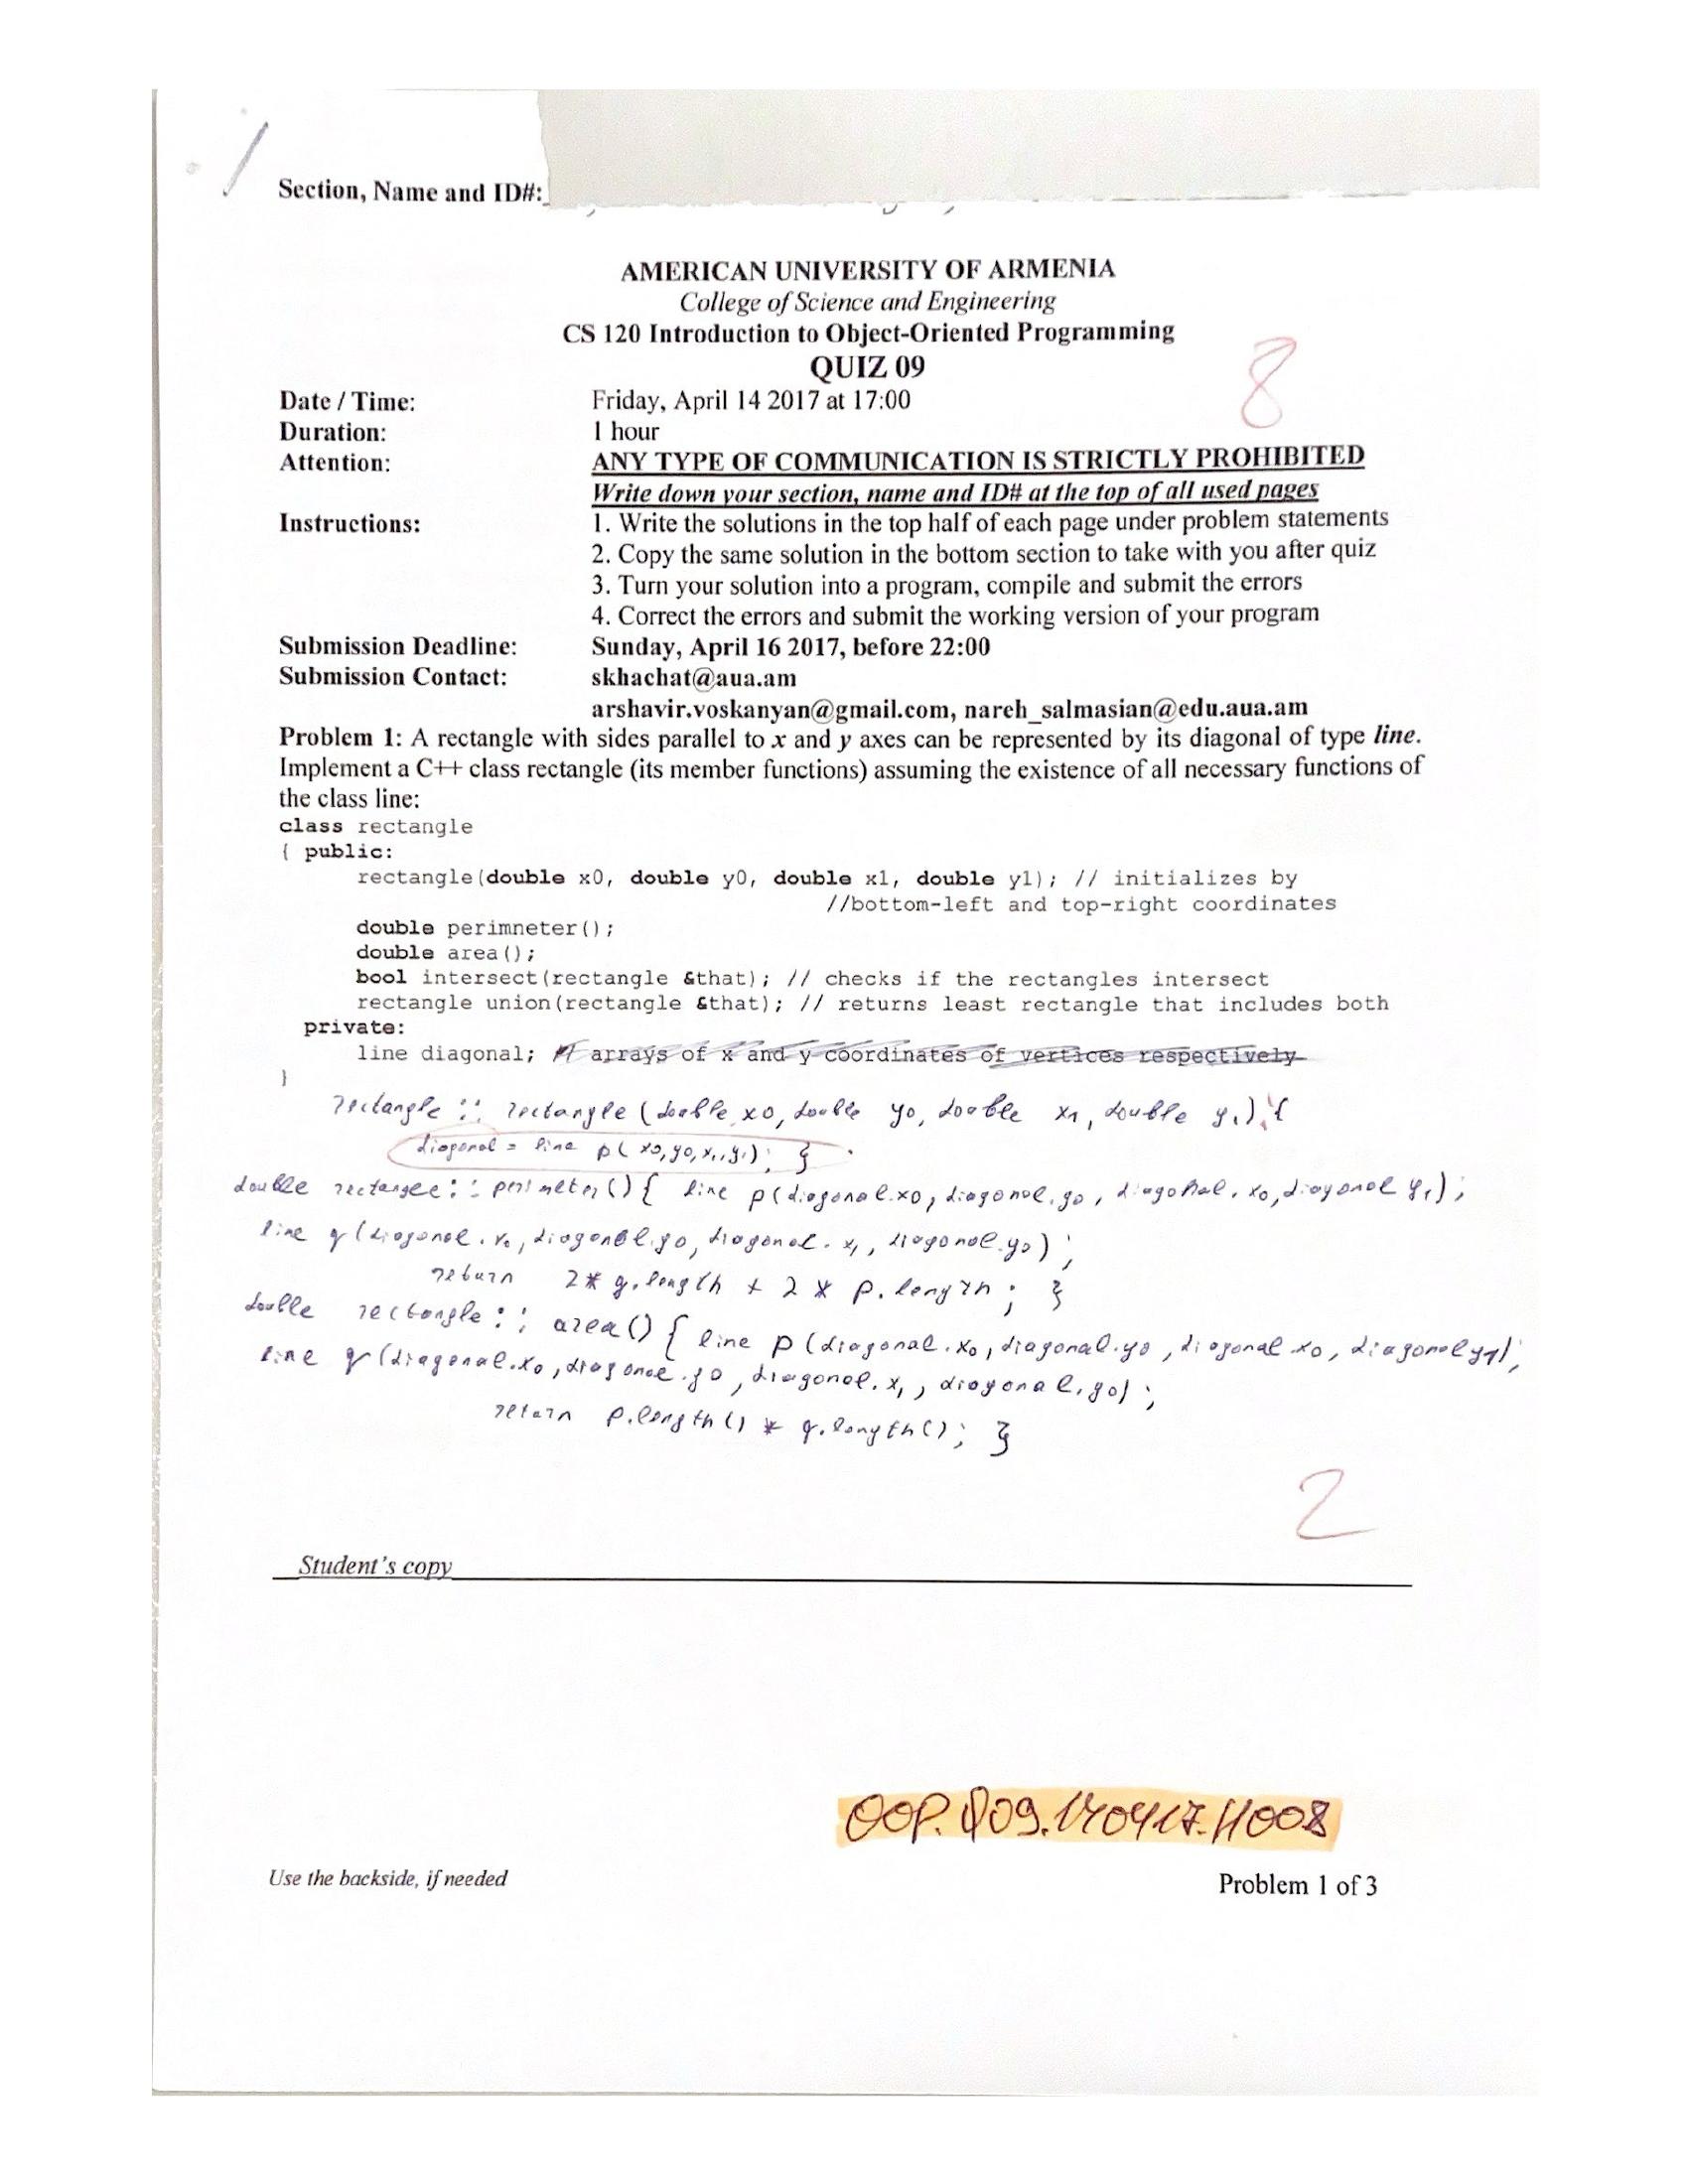 /
Section, Name and ID#:
AMERICAN UNIVERSITY OF ARMENIA
College of Science and Engineering
CS 120 Introduction to Object-Oriented Programming
QUIZ 09
8
Date / Time: Friday, April 14 2017 at 17:00
Duration: 1 hour
Attention: ANY TYPE OF COMMUNICATION IS STRICTLY PROHIBITED
Write down your section, name and ID# at the top of all used pages
Instructions: 1. Write the solutions in the top half of each page under problem statements
2. Copy the same solution in the bottom section to take with you after quiz
3. Turn your solution into a program, compile and submit the errors
4. Correct the errors and submit the working version of your program
Submission Deadline: Sunday, April 16 2017, before 22:00
Submission Contact: skhachat@aua.am
arshavir.voskanyan@gmail.com, nareh_salmasian@edu.aua.am
Problem 1: A rectangle with sides parallel to x and y axes can be represented by its diagonal of type line.
Implement a C++ class rectangle (its member functions) assuming the existence of all necessary functions of
the class line:
class rectangle
{ public:
rectangle(double x0, double y0, double x1, double y1); // initializes by
//bottom-left and top-right coordinates
double perimneter();
double area();
bool intersect(rectangle &that); // checks if the rectangles intersect
rectangle union(rectangle &that); // returns least rectangle that includes both
private:
line diagonal; // arrays of x and y coordinates of vertices respectively
}
rectangle :: rectangle (double x0, double y0, double x1, double y1) {
diagonal = line p( x0, y0, x1, y1); }
double rectangle :: perimeter() { line p(diagonal.x0, diagonal.y0, diagonal.x0, diagonal y1);
line q(diagonal.x0, diagonal.y0, diagonal.x1, diagonal.y0);
return 2* q.length + 2 * p.length; }
double rectangle :: area() { line p (diagonal.x0, diagonal.y0, diagonal.x0, diagonal y1);
line q (diagonal.x0, diagonal.y0, diagonal.x1, diagonal.y0);
return p.length() * q.length(); }
2
Student's copy
OOP.Q09.140417.H008
Use the backside, if needed
Problem 1 of 3